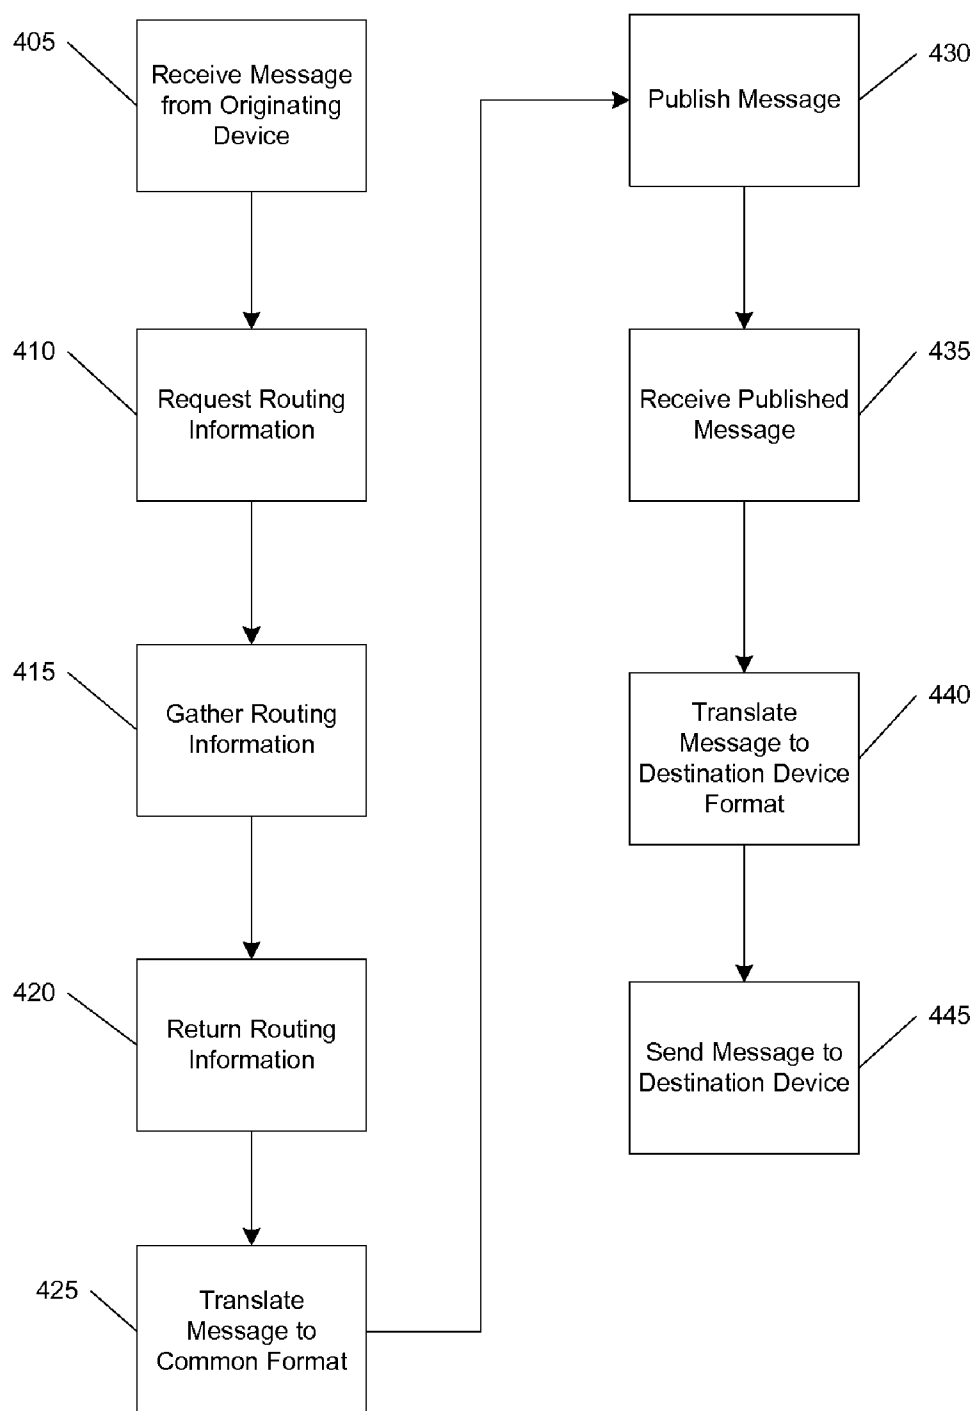 405
Receive Message
from Originating
Device
410
Request Routing
Information
415
Gather Routing
Information
420
Return Routing
Information
425
Translate
Message to
Common Format
430
Publish Message
435
Receive Published
Message
440
Translate
Message to
Destination Device
Format
445
Send Message to
Destination Device